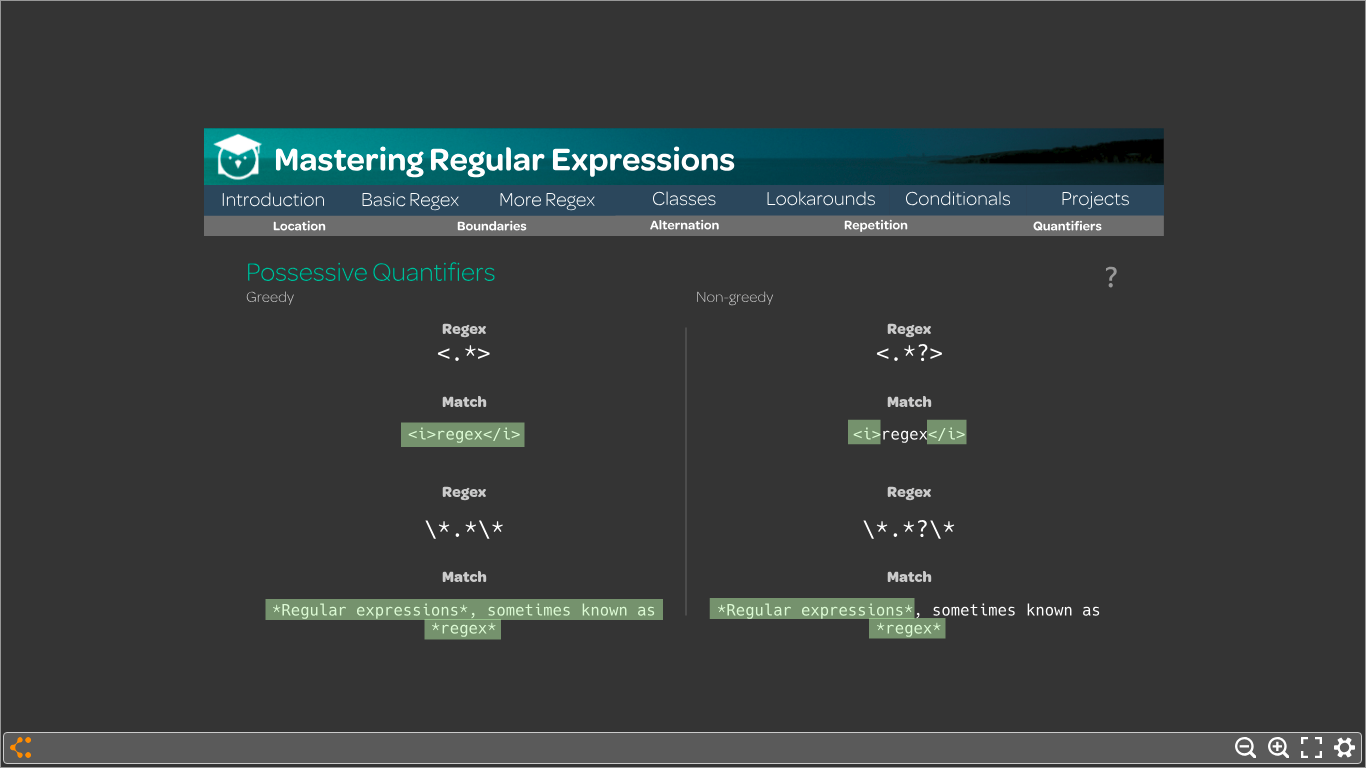 Mastering Regular Expressions
Introduction Basic Regex More Regex Classes Lookarounds Conditionals Projects
Location Boundaries Alternation Repetition Quantifiers
Possessive Quantifiers
?
Greedy
Regex
<.*>
Match
<i>regex</i>
Regex
\*.*\*
Match
*Regular expressions*, sometimes known as
*regex*
Non-greedy
Regex
<.*?>
Match
<i>regex</i>
Regex
\*.*?\*
Match
*Regular expressions*, sometimes known as
*regex*